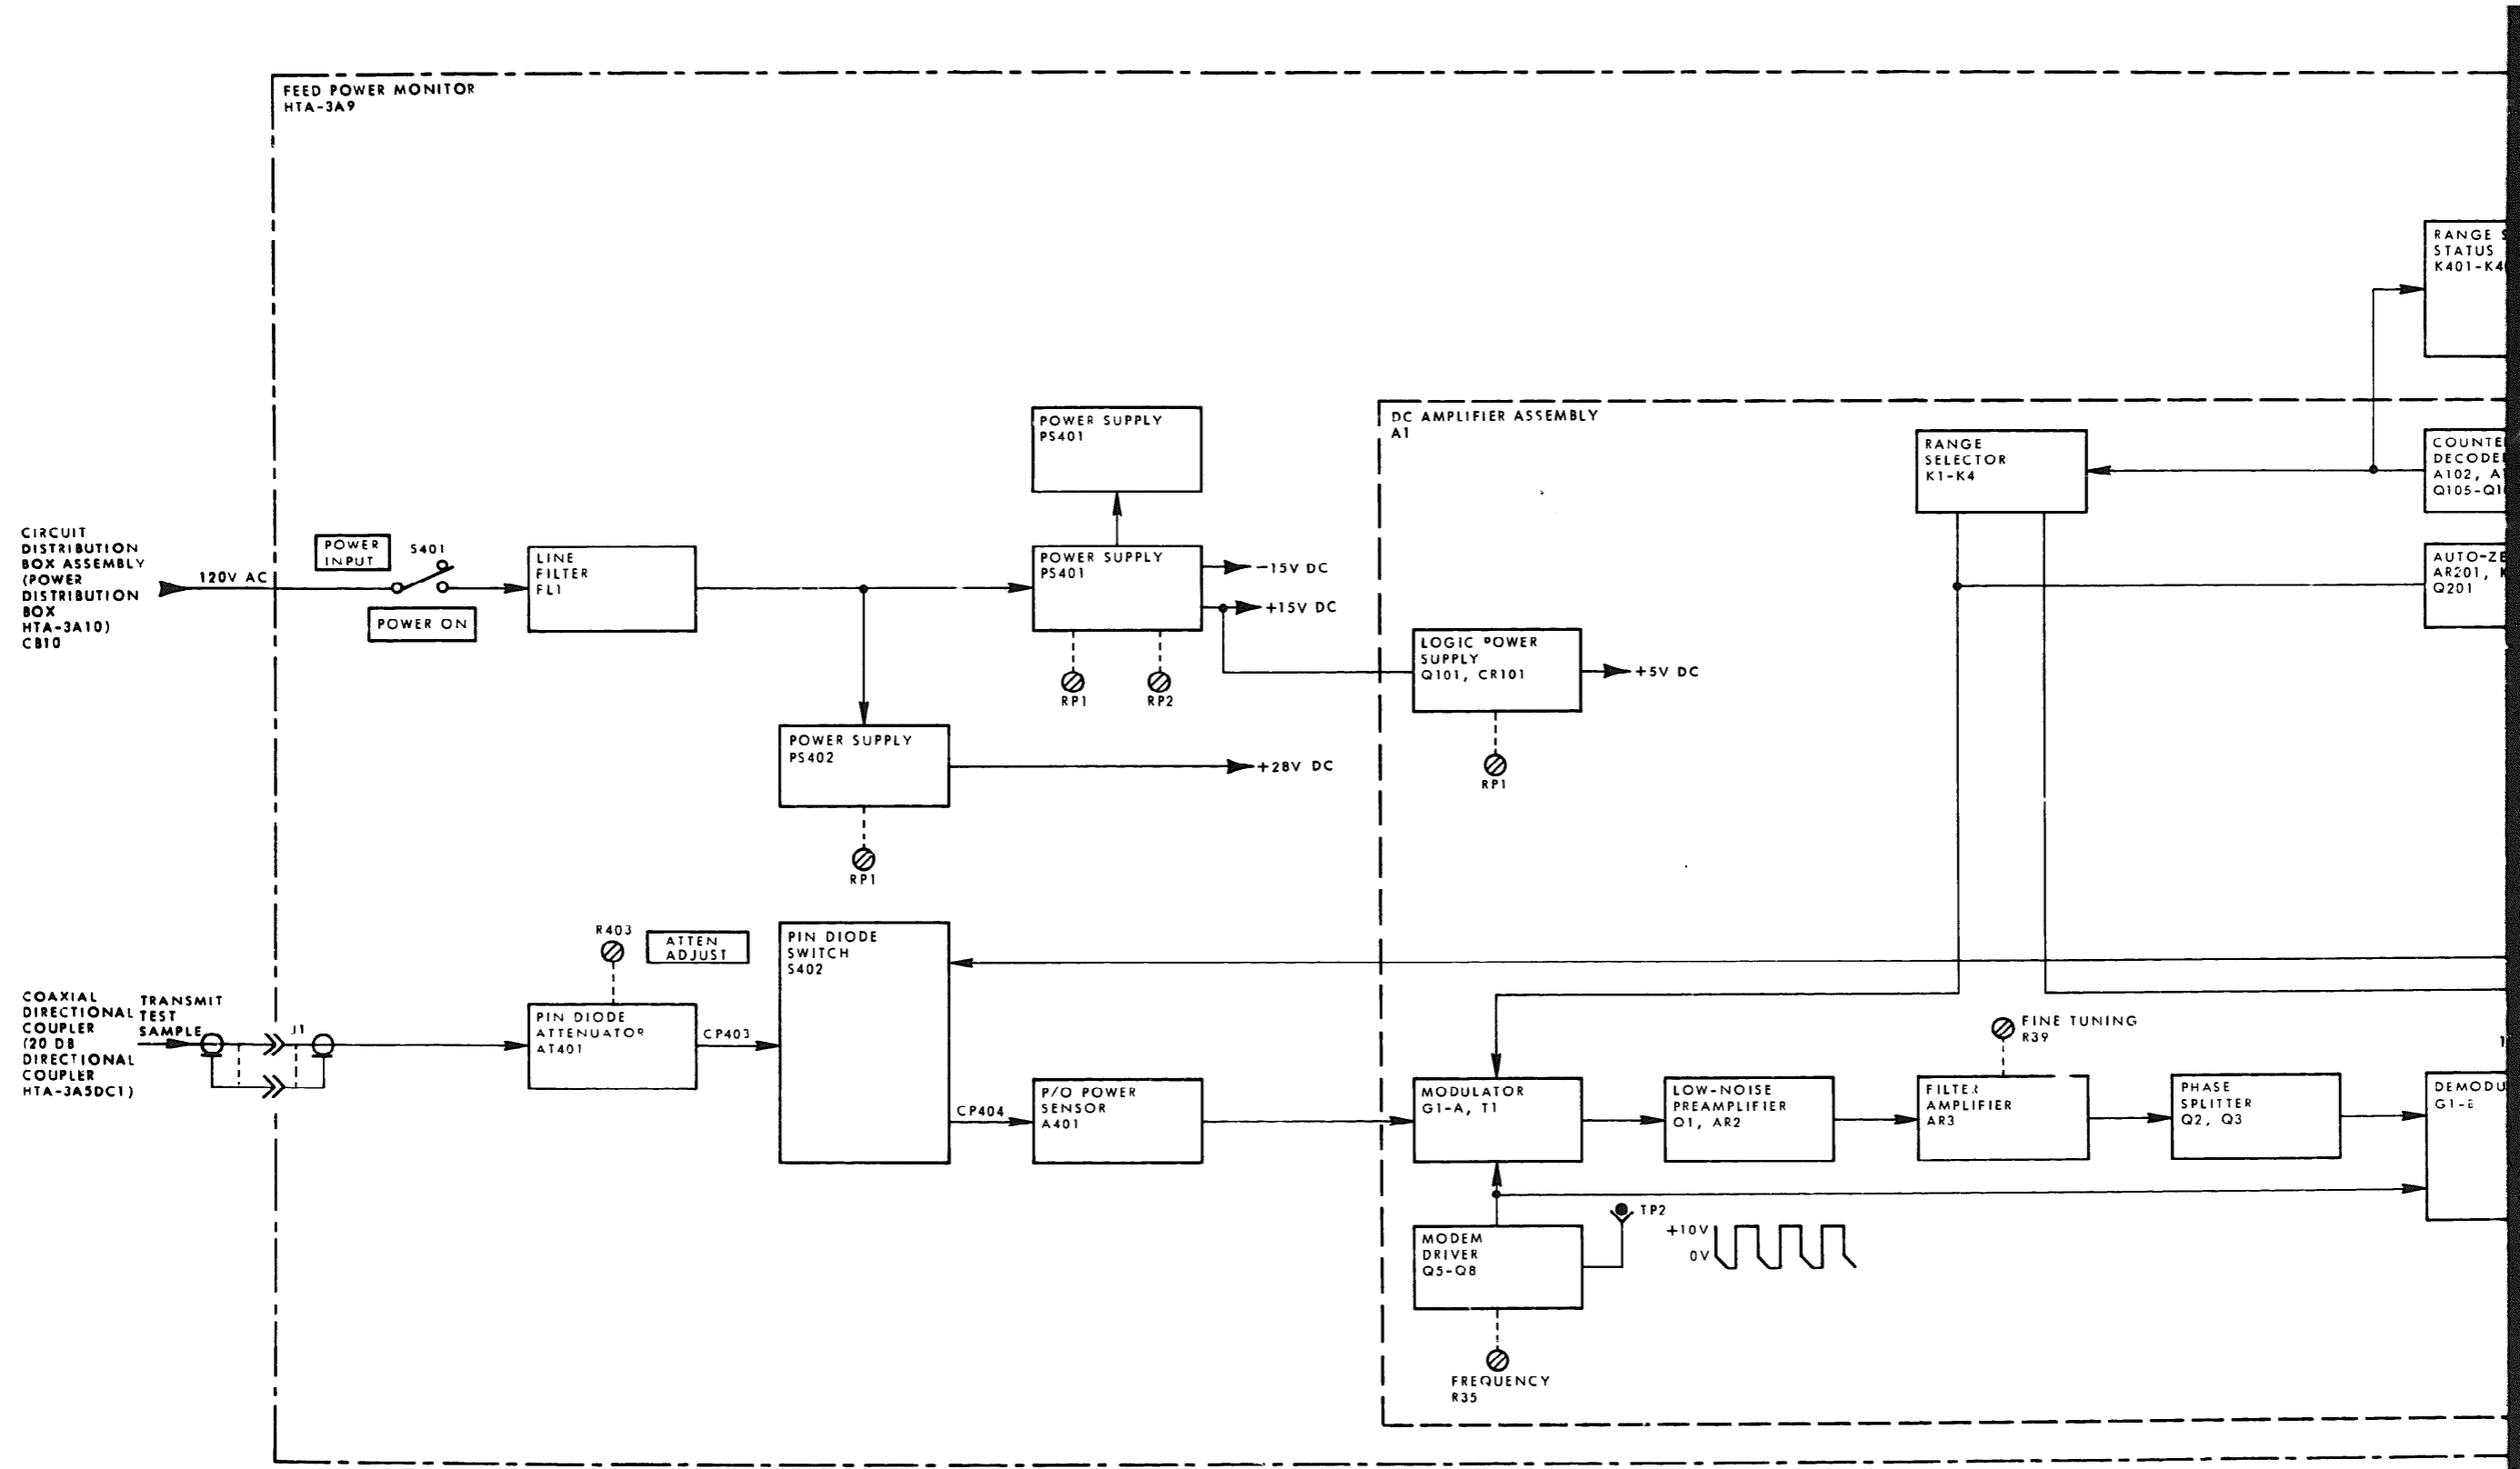 FEED POWER MONITOR
HTA-3A9
RANGE
STATUS
POWER SUPPLY
PS401
DC AMPLIFIER ASSEMBLY
A1
RANGE
SELECTOR
K1-K4
A102,
CIRCUIT
DISTRIBUTION
BOX ASSEMBLY
(POWER
DISTRIBUTION
BOX
HTA-3A10)
CB10
120V AC
POWER
INPUT
S401
POWER ON
LINE
FILTER
FL1
POWER SUPPLY
PS401
-15V DC
+15V DC
RP1
RP2
AR201,
Q201
LOGIC POWER
SUPPLY
Q101, CR101
+5V DC
RP1
POWER SUPPLY
PS402
+28V DC
RP1
R403
ATTEN
ADJUST
PIN DIODE
SWITCH
S402
COAXIAL
DIRECTIONAL
COUPLER
(20 DB
DIRECTIONAL
COUPLER
HTA-3A5DC1)
TRANSMIT
TEST
SAMPLE
J1
PIN DIODE
ATTENUATOR
AT401
CP403
CP404
P/O POWER
SENSOR
A401
MODULATOR
G1-A, T1
LOW-NOISE
PREAMPLIFIER
Q1, AR2
FINE TUNING
R39
FILTER
AMPLIFIER
AR3
PHASE
SPLITTER
Q2, Q3
MODEM
DRIVER
Q5-Q8
TP2
+10V
0V
FREQUENCY
R35